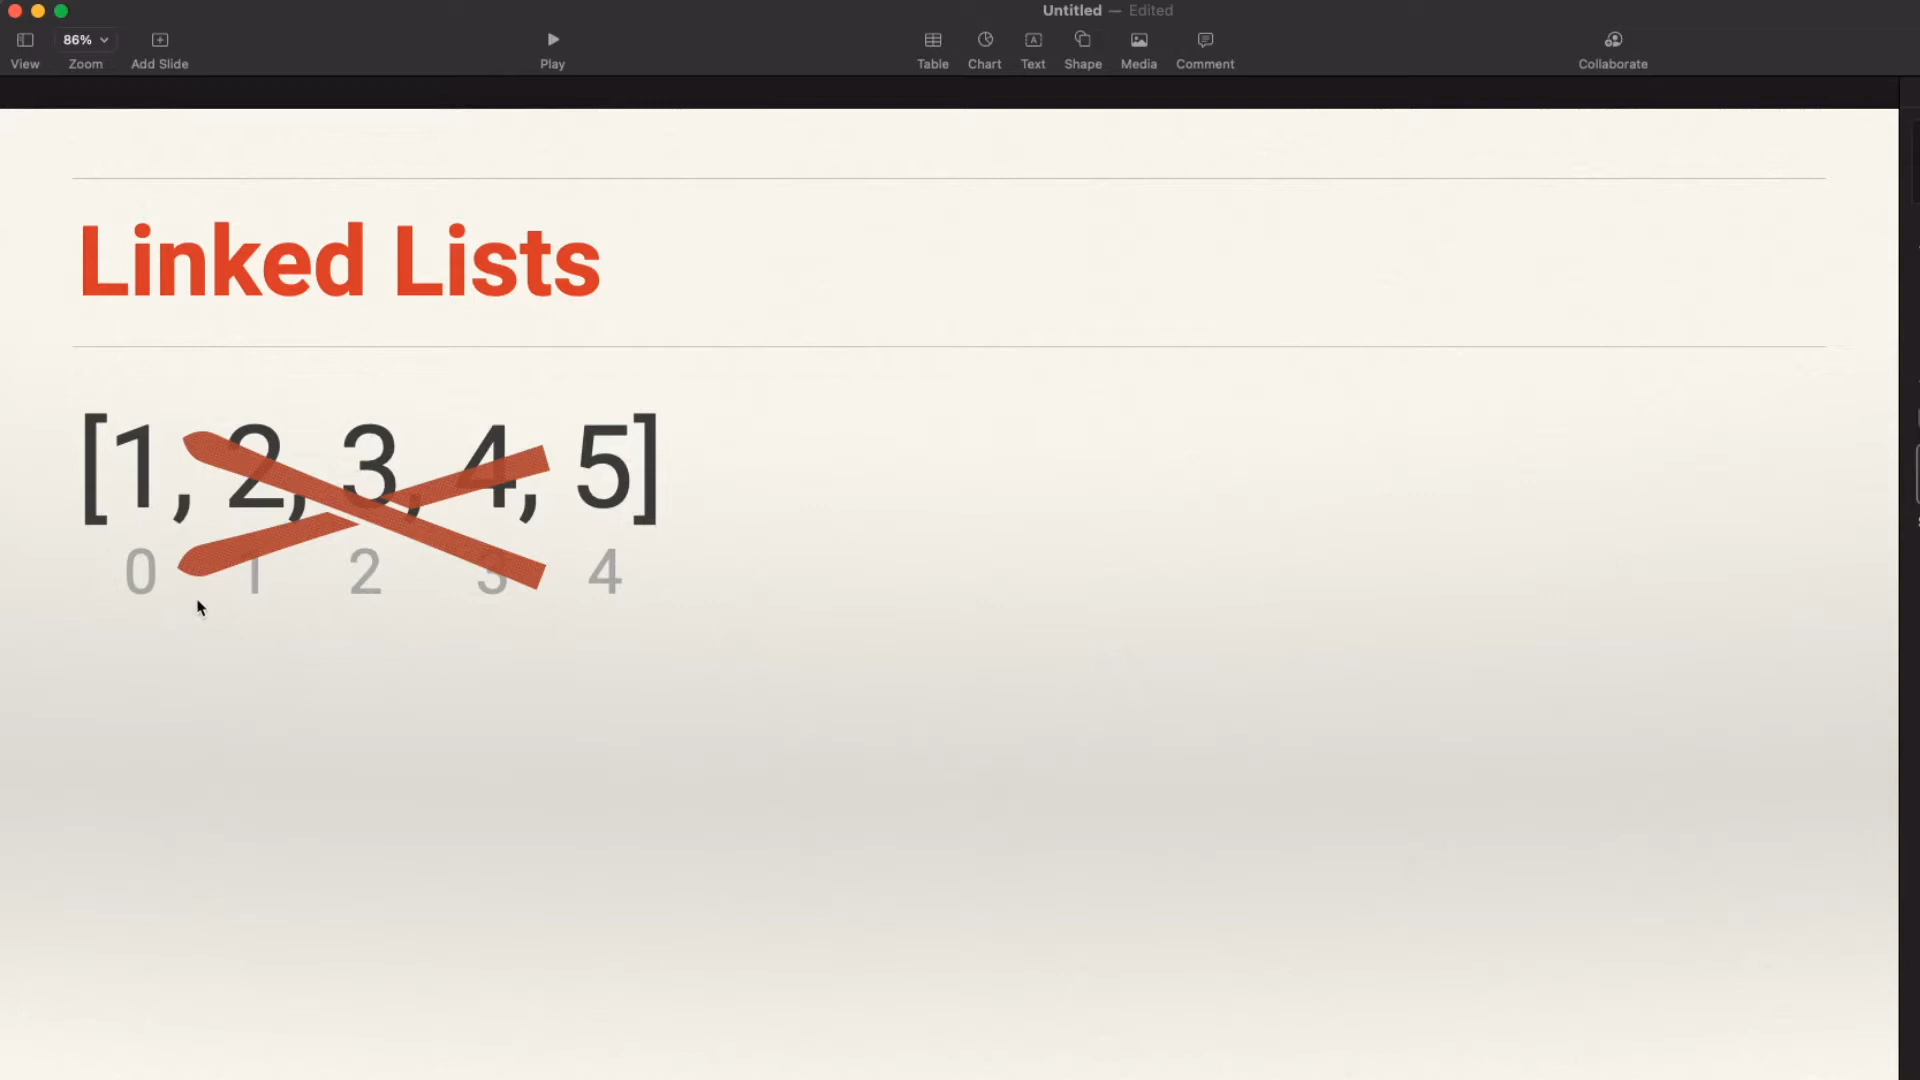 Untitled — Edited
86%
View Zoom Add Slide Play Table Chart Text Shape Media Comment Collaborate
Linked Lists
[1, 2, 3, 4, 5]
0 1 2 3 4